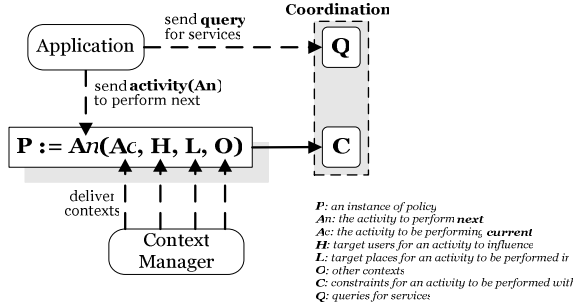 Coordination
send query
for services
Application
Q
send activity(An)
to perform next
P := An(Ac, H, L, O)
C
deliver
contexts
Context
Manager
P: an instance of policy
An: the activity to perform next
Ac: the activity to be performing current
H: target users for an activity to influence
L: target places for an activity to be performed in
O: other contexts
C: constraints for an activity to be performed with
Q: queries for services